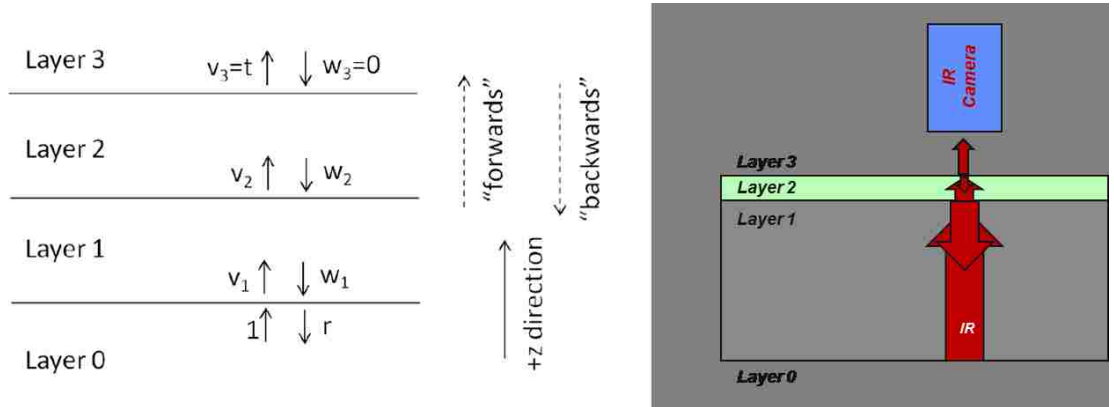 Layer 3
v₃=t
w₃=0
Layer 2
v₂
w₂
Layer 1
v₁
w₁
1
r
Layer 0
"forwards"
"backwards"
+z direction
IR
Camera
Layer 3
Layer 2
Layer 1
IR
Layer 0